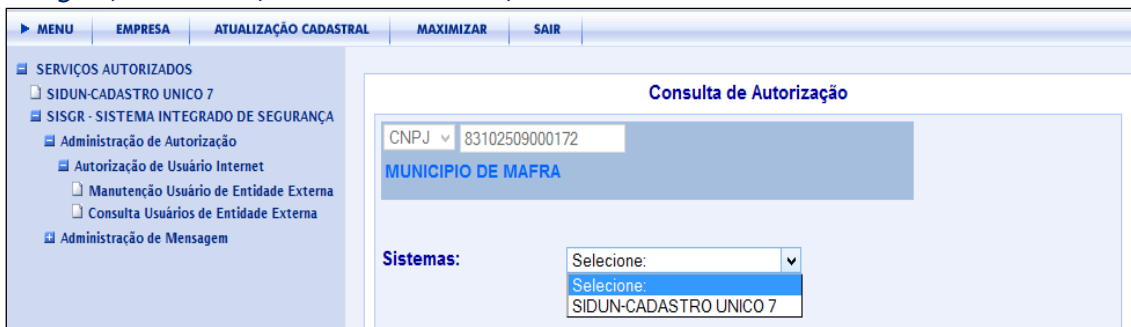 MENU EMPRESA ATUALIZAÇÃO CADASTRAL MAXIMIZAR SAIR
SERVIÇOS AUTORIZADOS
SIDUN-CADASTRO UNICO 7
SISGR - SISTEMA INTEGRADO DE SEGURANÇA
Administração de Autorização
Autorização de Usuário Internet
Manutenção Usuário de Entidade Externa
Consulta Usuários de Entidade Externa
Administração de Mensagem
Consulta de Autorização
CNPJ 83102509000172
MUNICIPIO DE MAFRA
Sistemas: Selecione:
Selecione:
SIDUN-CADASTRO UNICO 7